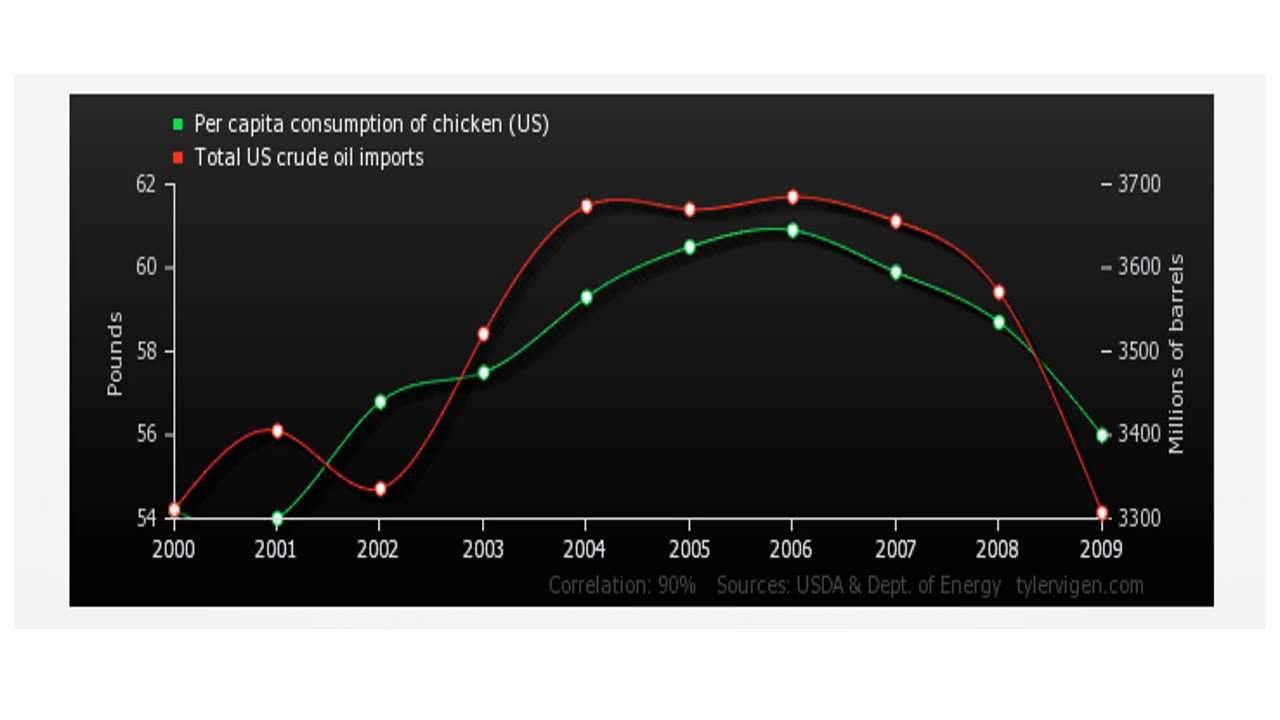 Per capita consumption of chicken (US)
Total US crude oil imports
62
60
58
56
54
Pounds
3700
3600
3500
3400
3300
Millions of barrels
2000 2001 2002 2003 2004 2005 2006 2007 2008 2009
Correlation: 90% Sources: USDA & Dept. of Energy tylervigen.com